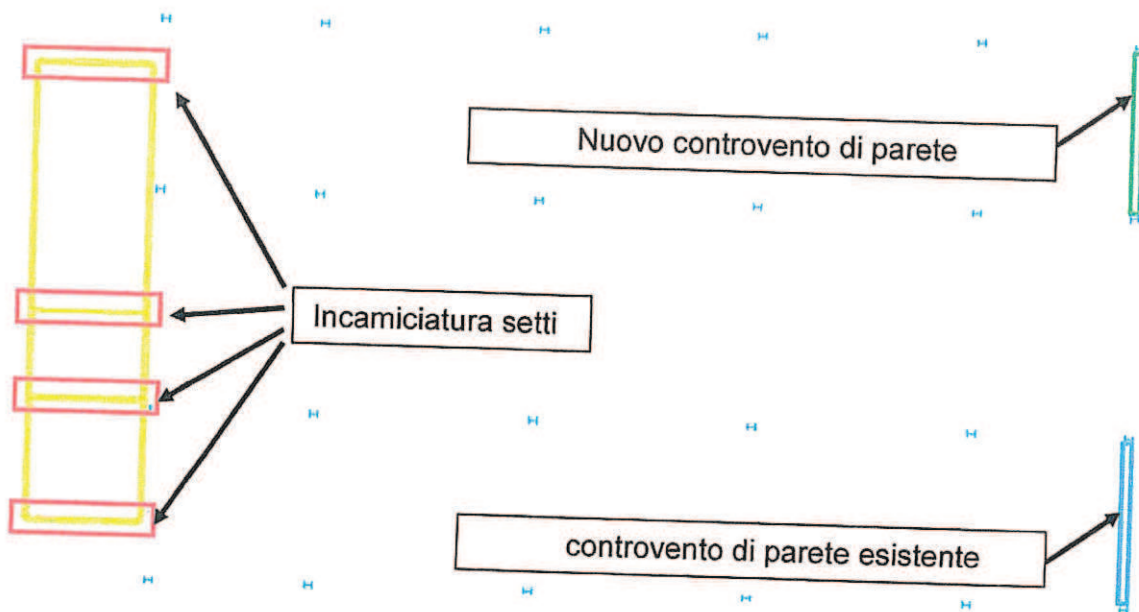 Nuovo controvento di parete
Incamiciatura setti
controvento di parete esistente